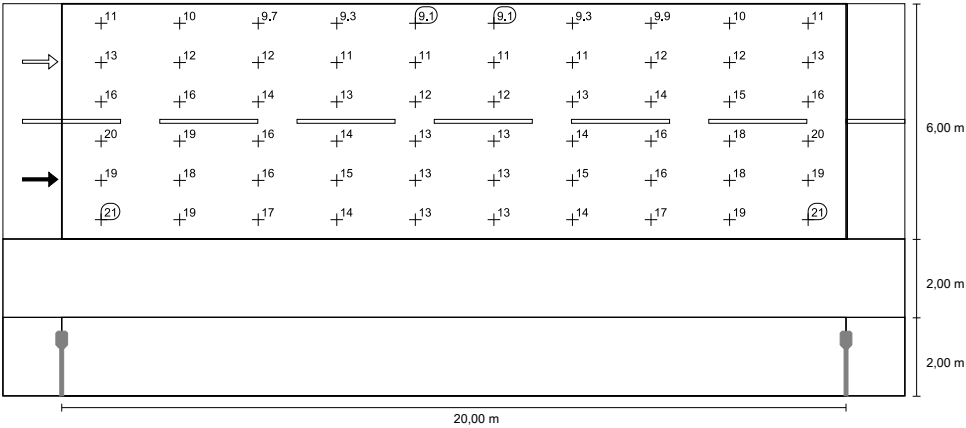 11 10 9.7 9.3 9.1 9.1 9.3 9.9 10 11
13 12 12 11 11 11 11 12 12 13
16 16 14 13 12 12 13 14 15 16
6,00 m
20 19 16 14 13 13 14 16 18 20
19 18 16 15 13 13 15 16 18 19
21 19 17 14 13 13 14 17 19 21
2,00 m
2,00 m
20,00 m